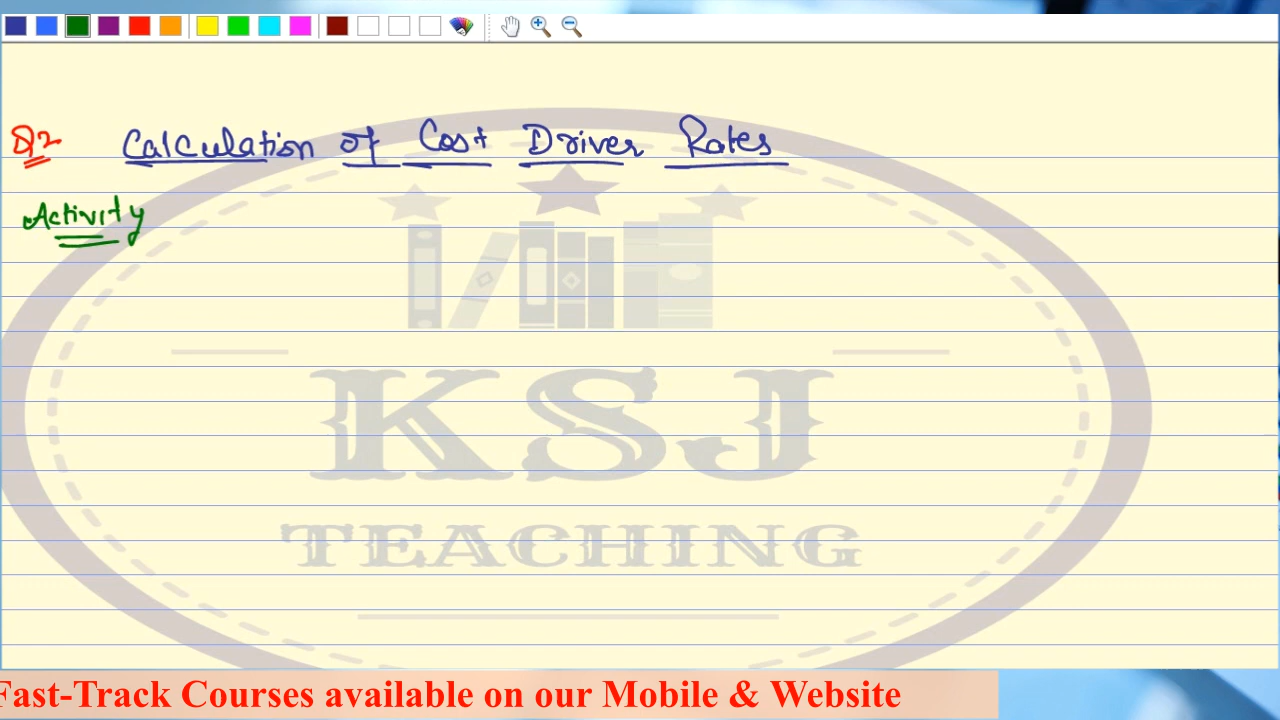 Q2 Calculation of Cost Driver Rates
Activity
KSJ
TEACHING
Fast-Track Courses available on our Mobile & Website